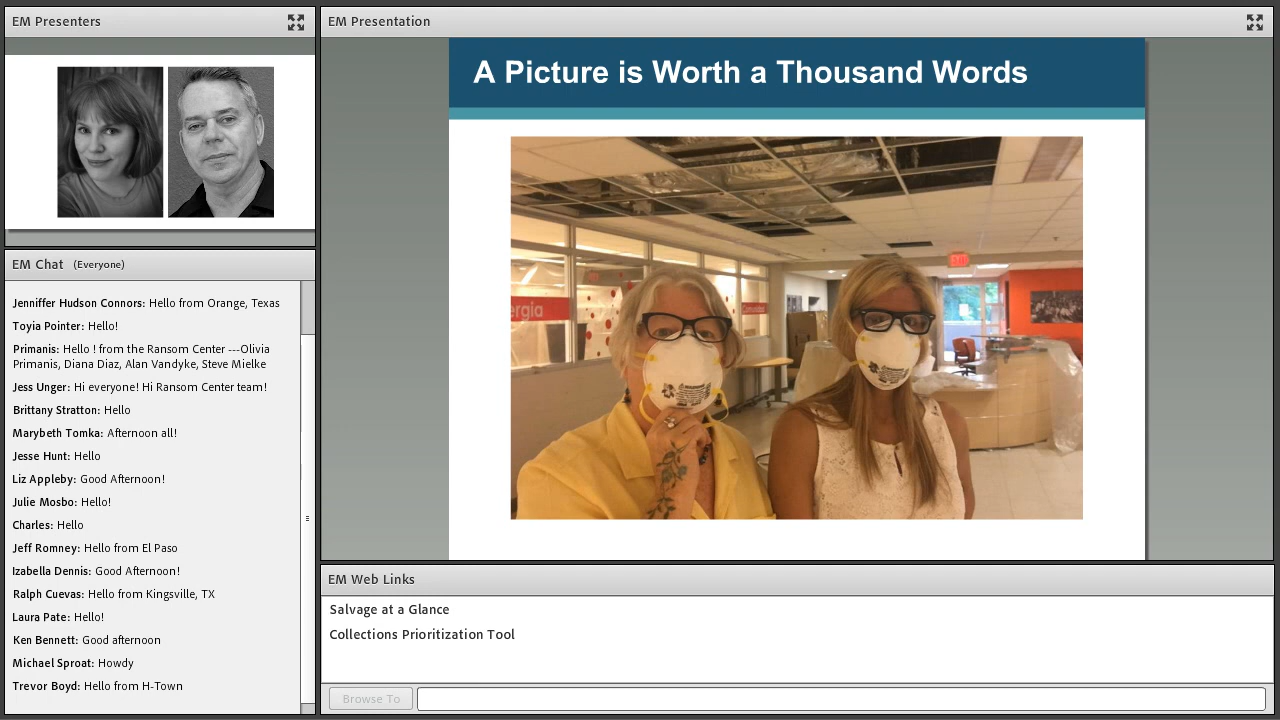 EM Presenters
EM Chat (Everyone)
Jenniffer Hudson Connors: Hello from Orange, Texas
Toyia Pointer: Hello!
Primanis: Hello ! from the Ransom Center ---Olivia
Primanis, Diana Diaz, Alan Vandyke, Steve Mielke
Jess Unger: Hi everyone! Hi Ransom Center team!
Brittany Stratton: Hello
Marybeth Tomka: Afternoon all!
Jesse Hunt: Hello
Liz Appleby: Good Afternoon!
Julie Mosbo: Hello!
Charles: Hello
Jeff Romney: Hello from El Paso
Izabella Dennis: Good Afternoon!
Ralph Cuevas: Hello from Kingsville, TX
Laura Pate: Hello!
Ken Bennett: Good afternoon
Michael Sproat: Howdy
Trevor Boyd: Hello from H-Town
EM Presentation
A Picture is Worth a Thousand Words
ergia
EXIT
EM Web Links
Salvage at a Glance
Collections Prioritization Tool
Browse To